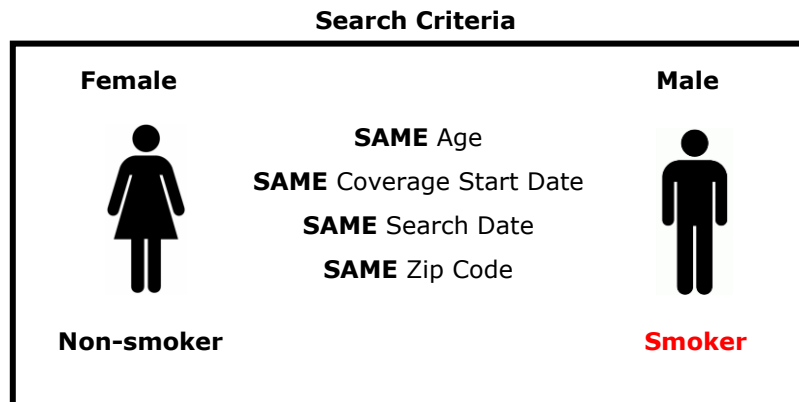 Search Criteria
Female
Male
SAME Age
SAME Coverage Start Date
SAME Search Date
SAME Zip Code
Non-smoker
Smoker